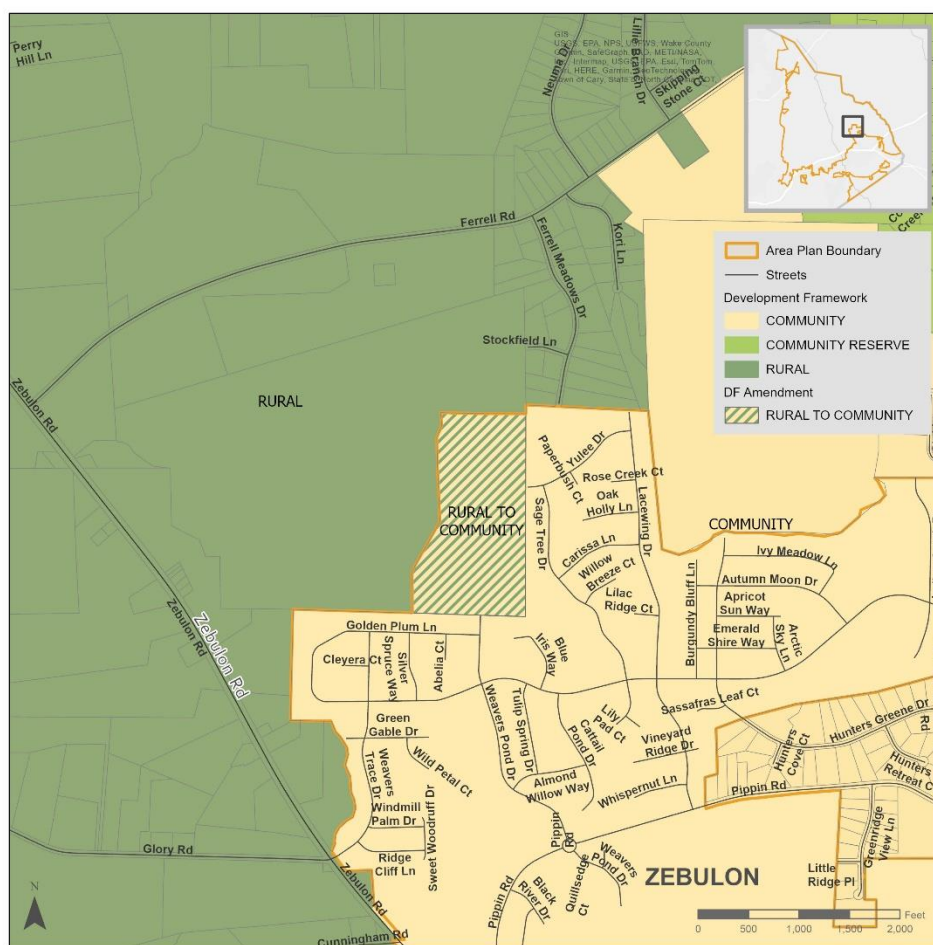 Perry
Hill Ln
Neuma Dr
Lillie Branch Dr
Skipping
Stone Ct
Ferrell Rd
Ferrell Meadows Dr
Kori Ln
Stockfield Ln
Area Plan Boundary
Streets
Development Framework
COMMUNITY
COMMUNITY RESERVE
RURAL
DF Amendment
RURAL TO COMMUNITY
Zebulon Rd
RURAL
RURAL TO
COMMUNITY
Paperbush Ct
Yulee Dr
Rose Creek Ct
Oak
Holly Ln
Sage Tree Dr
Lacewing Dr
Carissa Ln
Willow
Breeze Ct
Lilac
Ridge Ct
COMMUNITY
Ivy Meadow Ln
Autumn Moon Dr
Apricot
Sun Way
Emerald
Shire Way
Arctic
Sky Ln
Burgundy Bluff Ln
Zebulon Rd
Zebulon Rd
Golden Plum Ln
Cleyera Ct
Silver
Spruce Way
Abelia Ct
Blue
Iris Way
Sassafras Leaf Ct
Green
Gable Dr
Wild Petal Ct
Weavers Pond Dr
Tulip Spring Dr
Cattail
Pond Dr
Lily
Pad Ct
Vineyard
Ridge Dr
Almond
Willow Way
Whispernut Ln
Hunters Greene Dr
Hunters
Cove Ct
Rd
Hunters
Retreat C
Pippin Rd
Weavers
Trace Dr
Windmill
Palm Dr
Ridge
Cliff Ln
Sweet Woodruff Dr
Glory Rd
Zebulon Rd
Cunningham Rd
Pippin
Rd
Pippin Rd
Black
River Dr
Quillsedge
Ct
Weavers
Pond Dr
ZEBULON
Little
Ridge Pl
Greenridge
View Ln
N
Feet
0 500 1,000 1,500 2,000